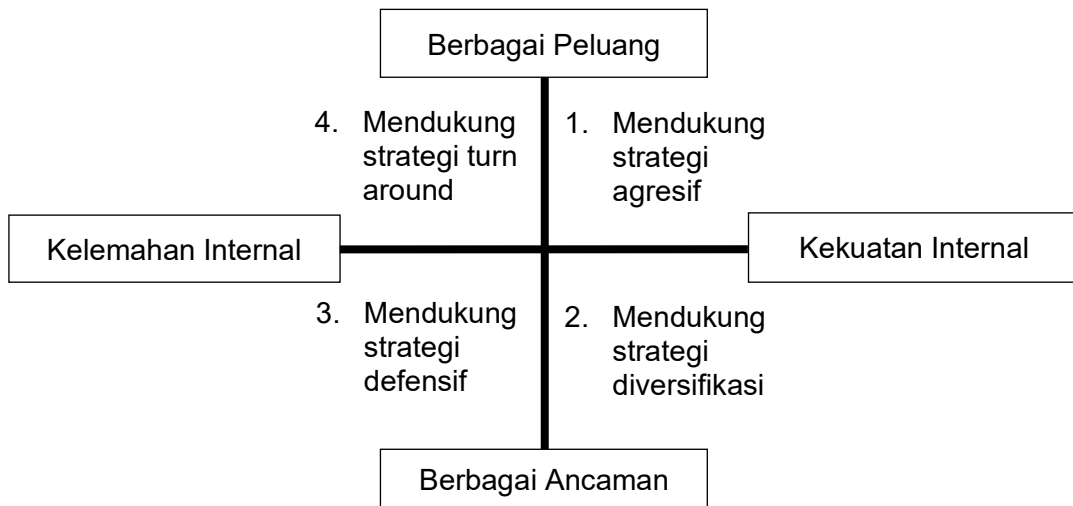 Berbagai Peluang
4. Mendukung
strategi turn
around
1. Mendukung
strategi
agresif
Kelemahan Internal
Kekuatan Internal
3. Mendukung
strategi
defensif
2. Mendukung
strategi
diversifikasi
Berbagai Ancaman